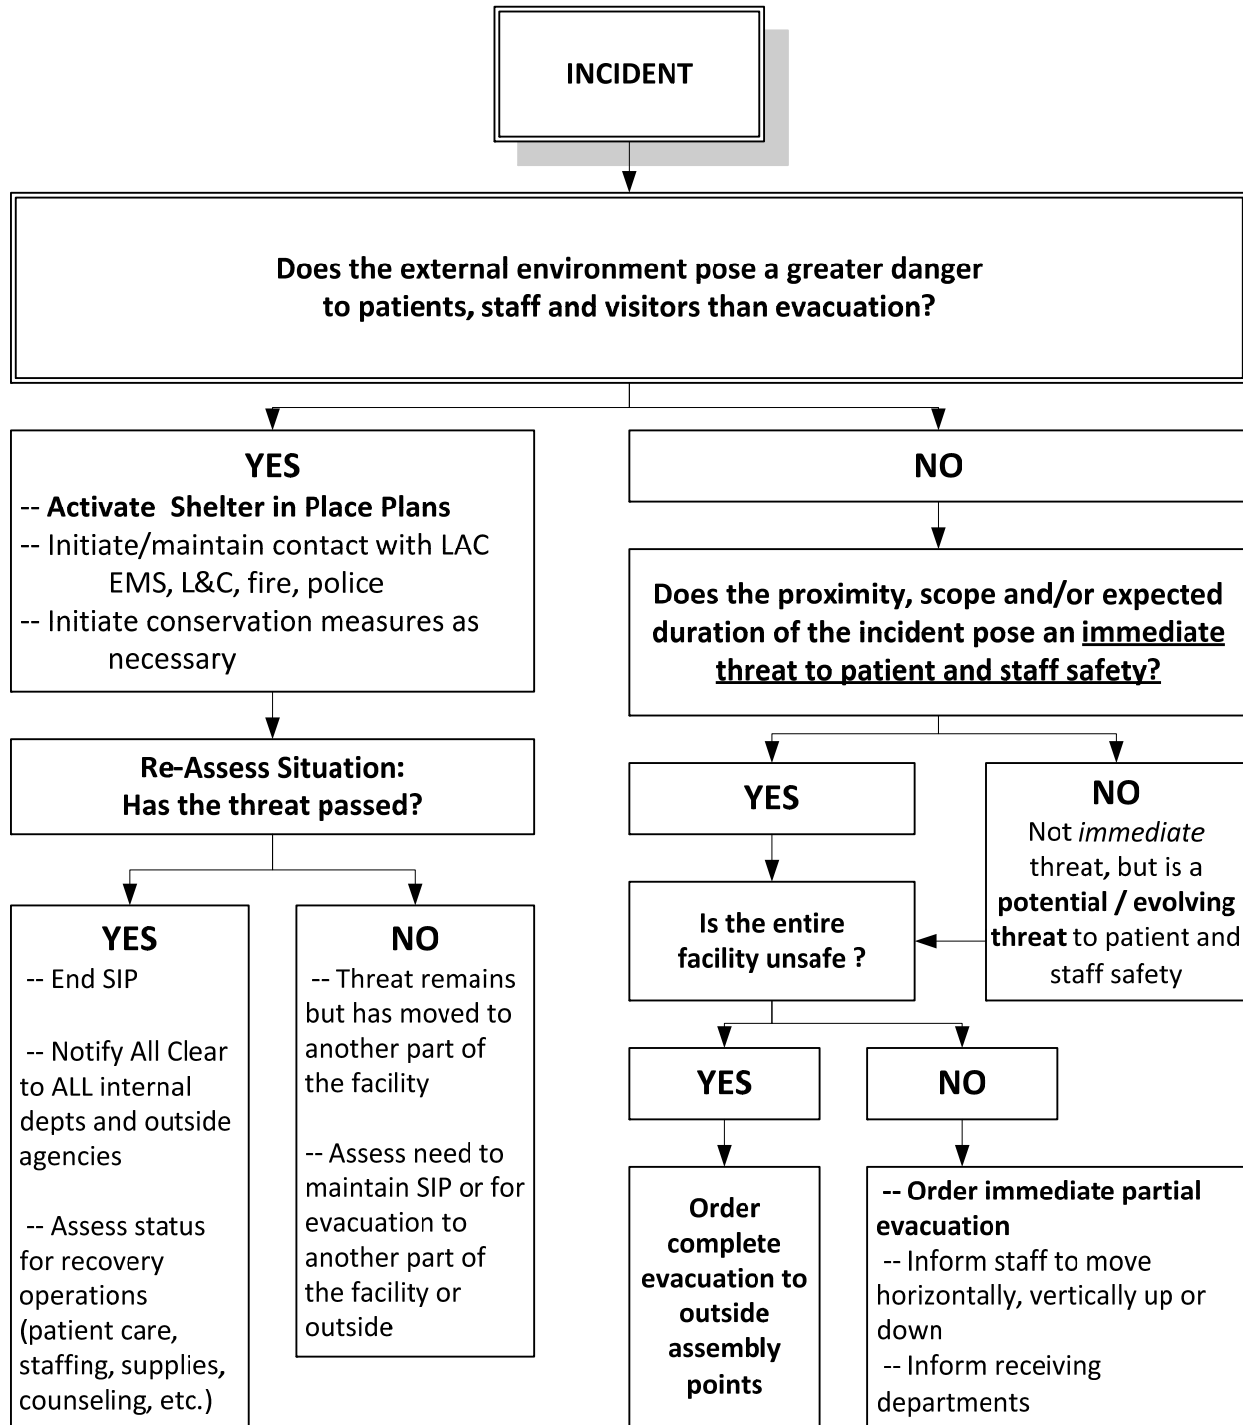 INCIDENT
Does the external environment pose a greater danger
to patients, staff and visitors than evacuation?
YES
-- Activate Shelter in Place Plans
-- Initiate/maintain contact with LAC
EMS, L&C, fire, police
-- Initiate conservation measures as
necessary
Re-Assess Situation:
Has the threat passed?
YES
-- End SIP
-- Notify All Clear
to ALL internal
depts and outside
agencies
-- Assess status
for recovery
operations
(patient care,
staffing, supplies,
counseling, etc.)
NO
-- Threat remains
but has moved to
another part of
the facility
-- Assess need to
maintain SIP or for
evacuation to
another part of
the facility or
outside
NO
Does the proximity, scope and/or expected
duration of the incident pose an immediate
threat to patient and staff safety?
YES
NO
Not immediate
threat, but is a
potential / evolving
threat to patient and
staff safety
Is the entire
facility unsafe ?
YES
Order
complete
evacuation to
outside
assembly
points
NO
-- Order immediate partial
evacuation
-- Inform staff to move
horizontally, vertically up or
down
-- Inform receiving
departments